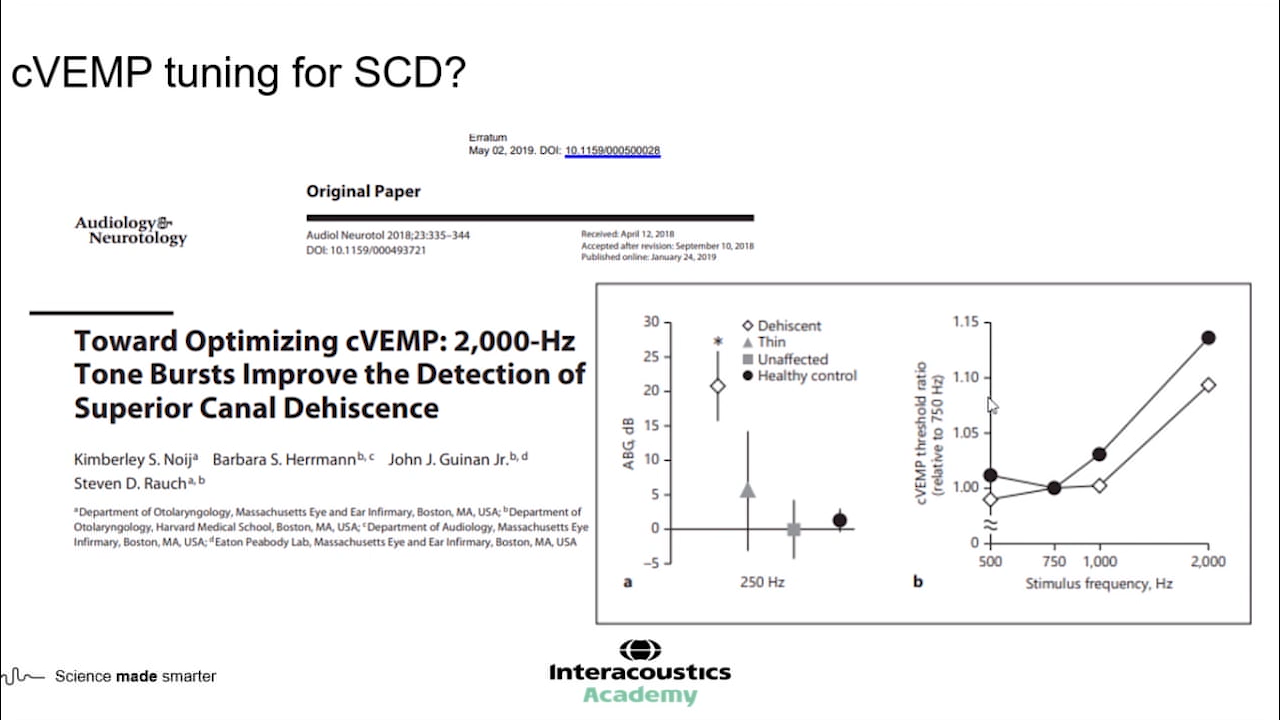 cVEMP tuning for SCD?
Erratum
May 02, 2019. DOI: 10.1159/000500028
Original Paper
Audiology &
Neurotology
Audiol Neurotol 2018;23:335–344
DOI: 10.1159/000493721
Received: April 12, 2018
Accepted after revision: September 10, 2018
Published online: January 24, 2019
Toward Optimizing cVEMP: 2,000-Hz
Tone Bursts Improve the Detection of
Superior Canal Dehiscence
Kimberley S. Noij a Barbara S. Herrmann b, c John J. Guinan Jr. b, d
Steven D. Rauch a, b
a Department of Otolaryngology, Massachusetts Eye and Ear Infirmary, Boston, MA, USA; b Department of
Otolaryngology, Harvard Medical School, Boston, MA, USA; c Department of Audiology, Massachusetts Eye
Infirmary, Boston, MA, USA; d Eaton Peabody Lab, Massachusetts Eye and Ear Infirmary, Boston, MA, USA
30
25
20
15
10
5
0
–5
ABG, dB
*
Dehiscent
Thin
Unaffected
Healthy control
a
250 Hz
1.15
1.10
1.05
1.00
0
cVEMP threshold ratio
(relative to 750 Hz)
500 750 1,000 2,000
b
Stimulus frequency, Hz
Science made smarter
Interacoustics
Academy